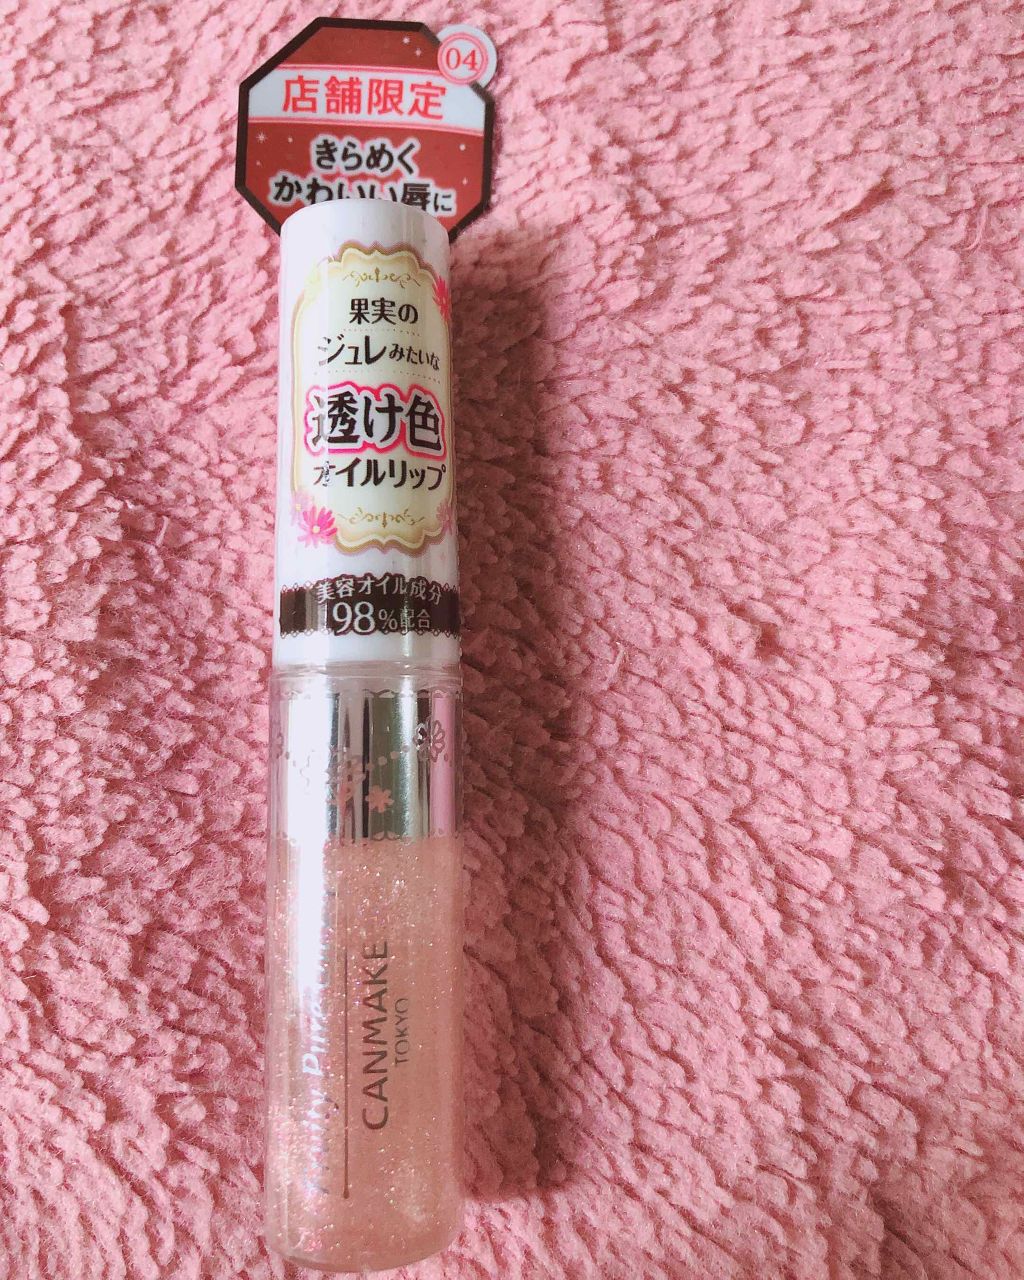 04
店舗限定
きらめく
かわいい唇に
果実の
ジュレみたいな
透け色
オイルリップ
美容オイル成分
98%配合
CANMAKE
TOKYO
Fruity Pure